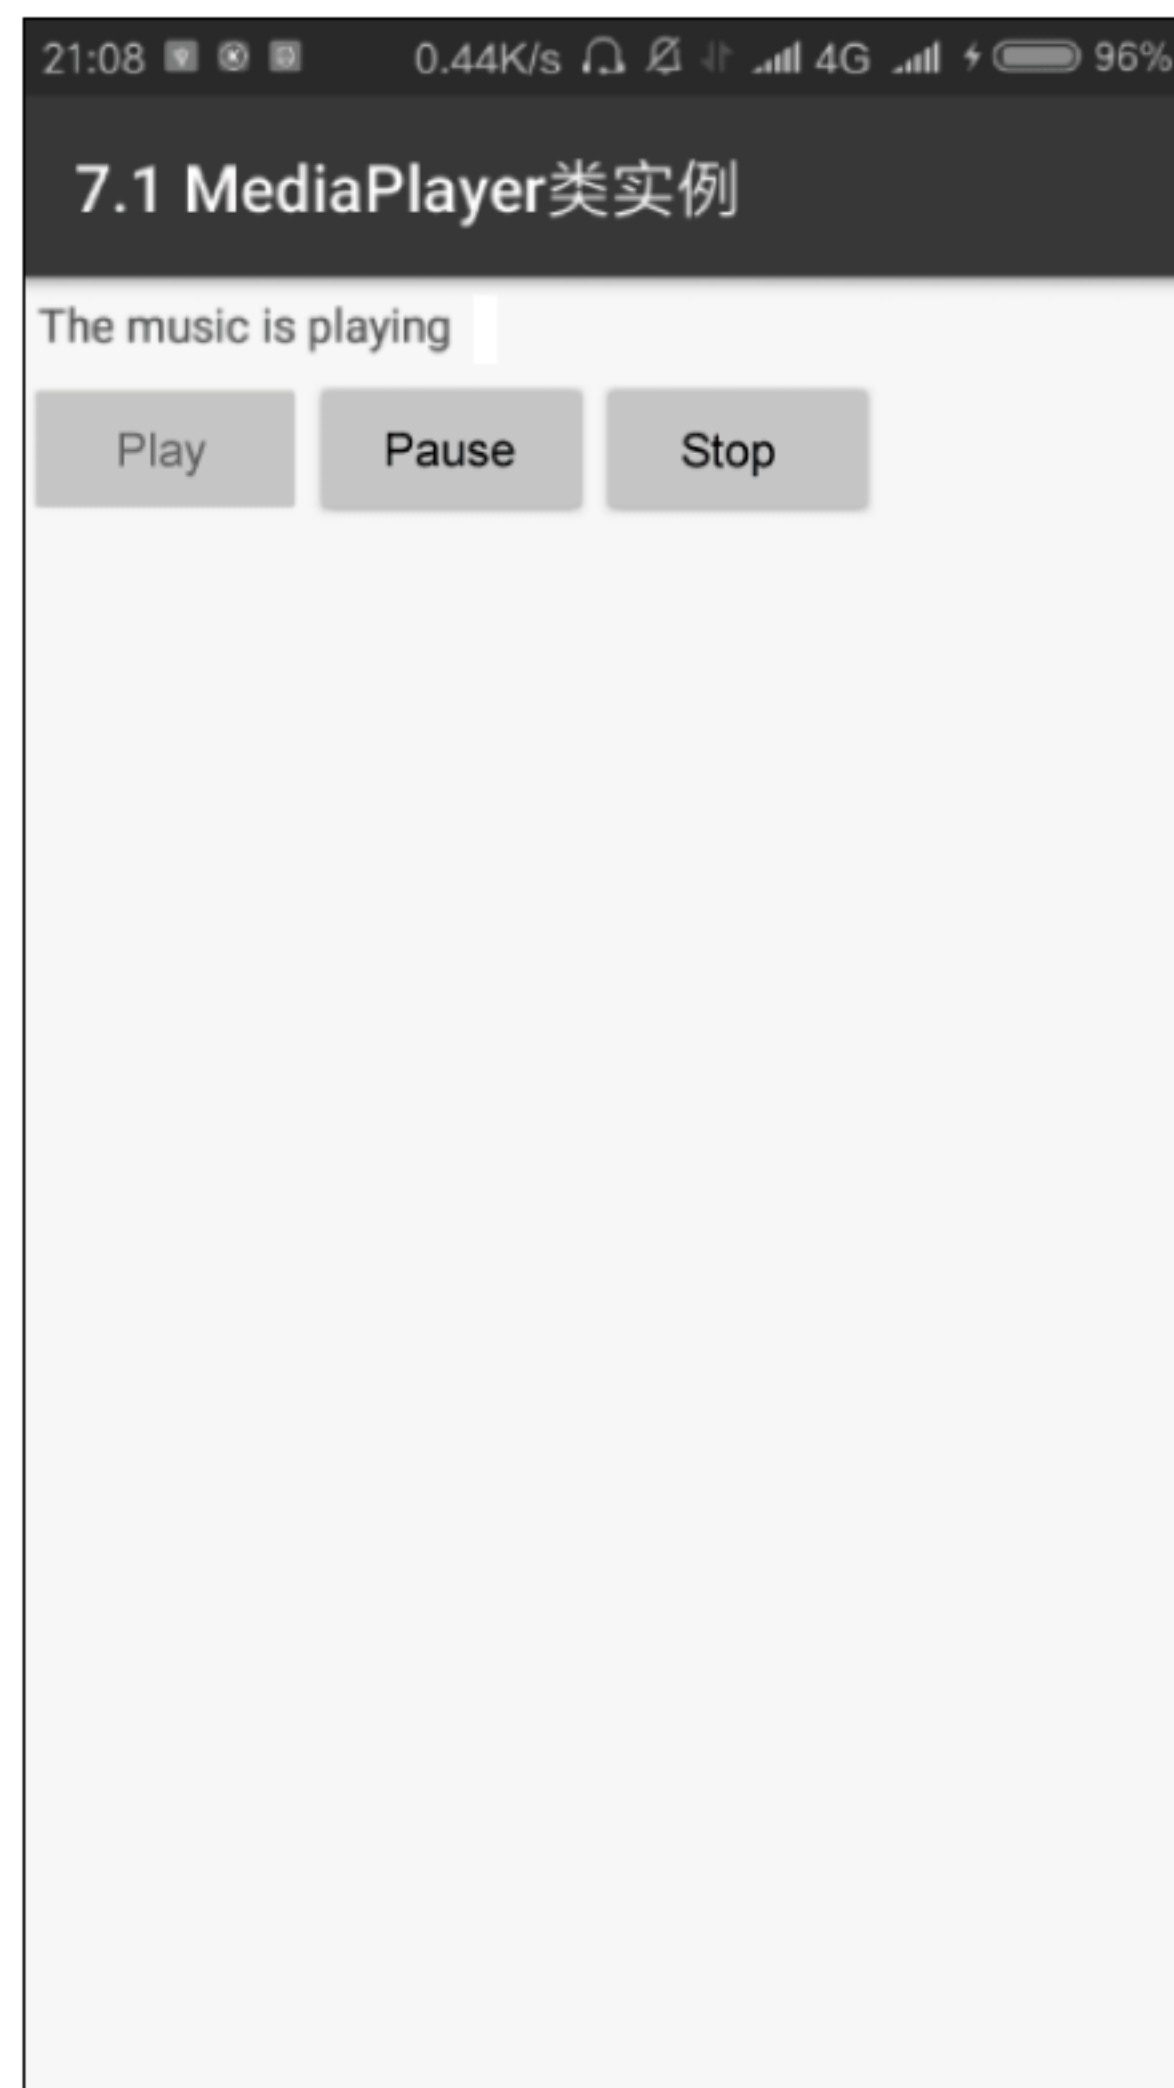 21:08 0.44K/s 4G 96%
7.1 MediaPlayer类实例
The music is playing
Play Pause Stop